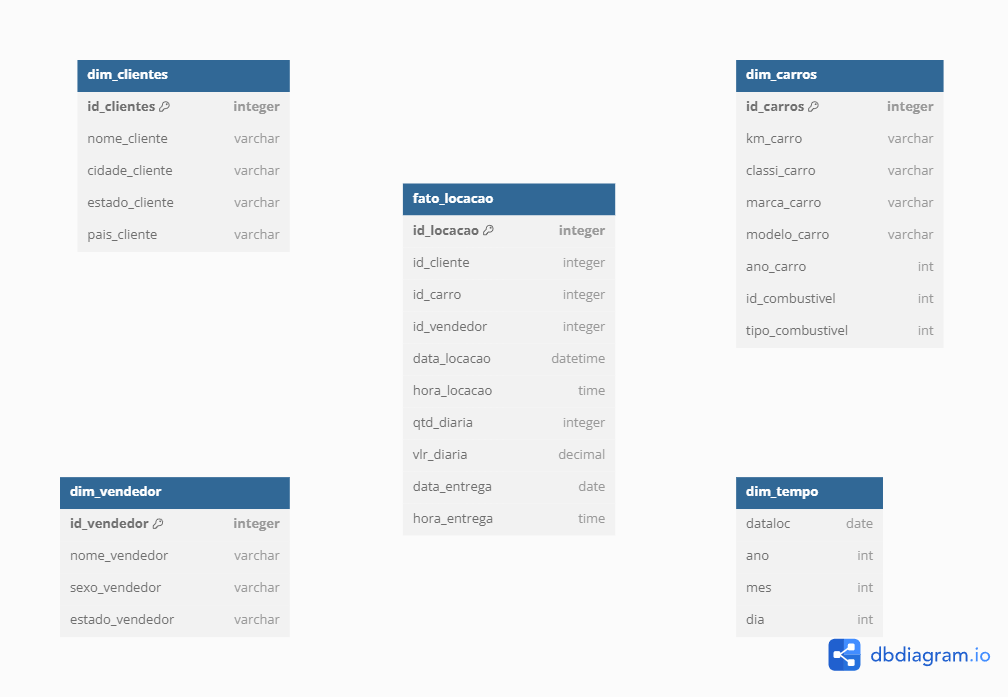 dim_clientes
id_clientes integer
nome_cliente varchar
cidade_cliente varchar
estado_cliente varchar
pais_cliente varchar
dim_carros
id_carros integer
km_carro varchar
classi_carro varchar
marca_carro varchar
modelo_carro varchar
ano_carro int
id_combustivel int
tipo_combustivel int
fato_locacao
id_locacao integer
id_cliente integer
id_carro integer
id_vendedor integer
data_locacao datetime
hora_locacao time
qtd_diaria integer
vlr_diaria decimal
data_entrega date
hora_entrega time
dim_vendedor
id_vendedor integer
nome_vendedor varchar
sexo_vendedor varchar
estado_vendedor varchar
dim_tempo
dataloc date
ano int
mes int
dia int
dbdiagram.io